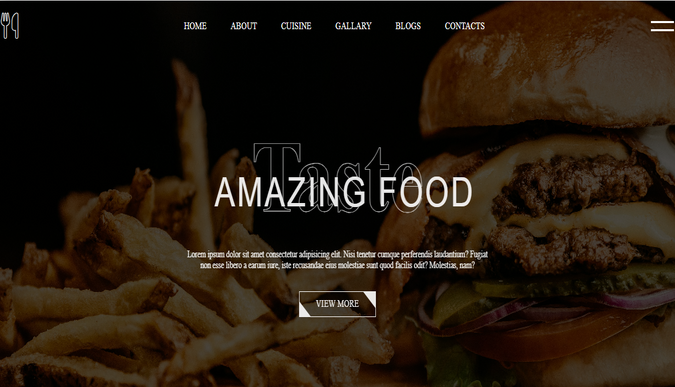 HOME ABOUT CUISINE GALLARY BLOGS CONTACTS
Taste
AMAZING FOOD
Lorem ipsum dolor sit amet consectetur adipisicing elit. Nisi tenetur cumque perferendis laudantium? Fugiat
non esse libero a earum iure, iste recusandae eius molestiae sunt quod facilis odit? Molestias, nam?
VIEW MORE